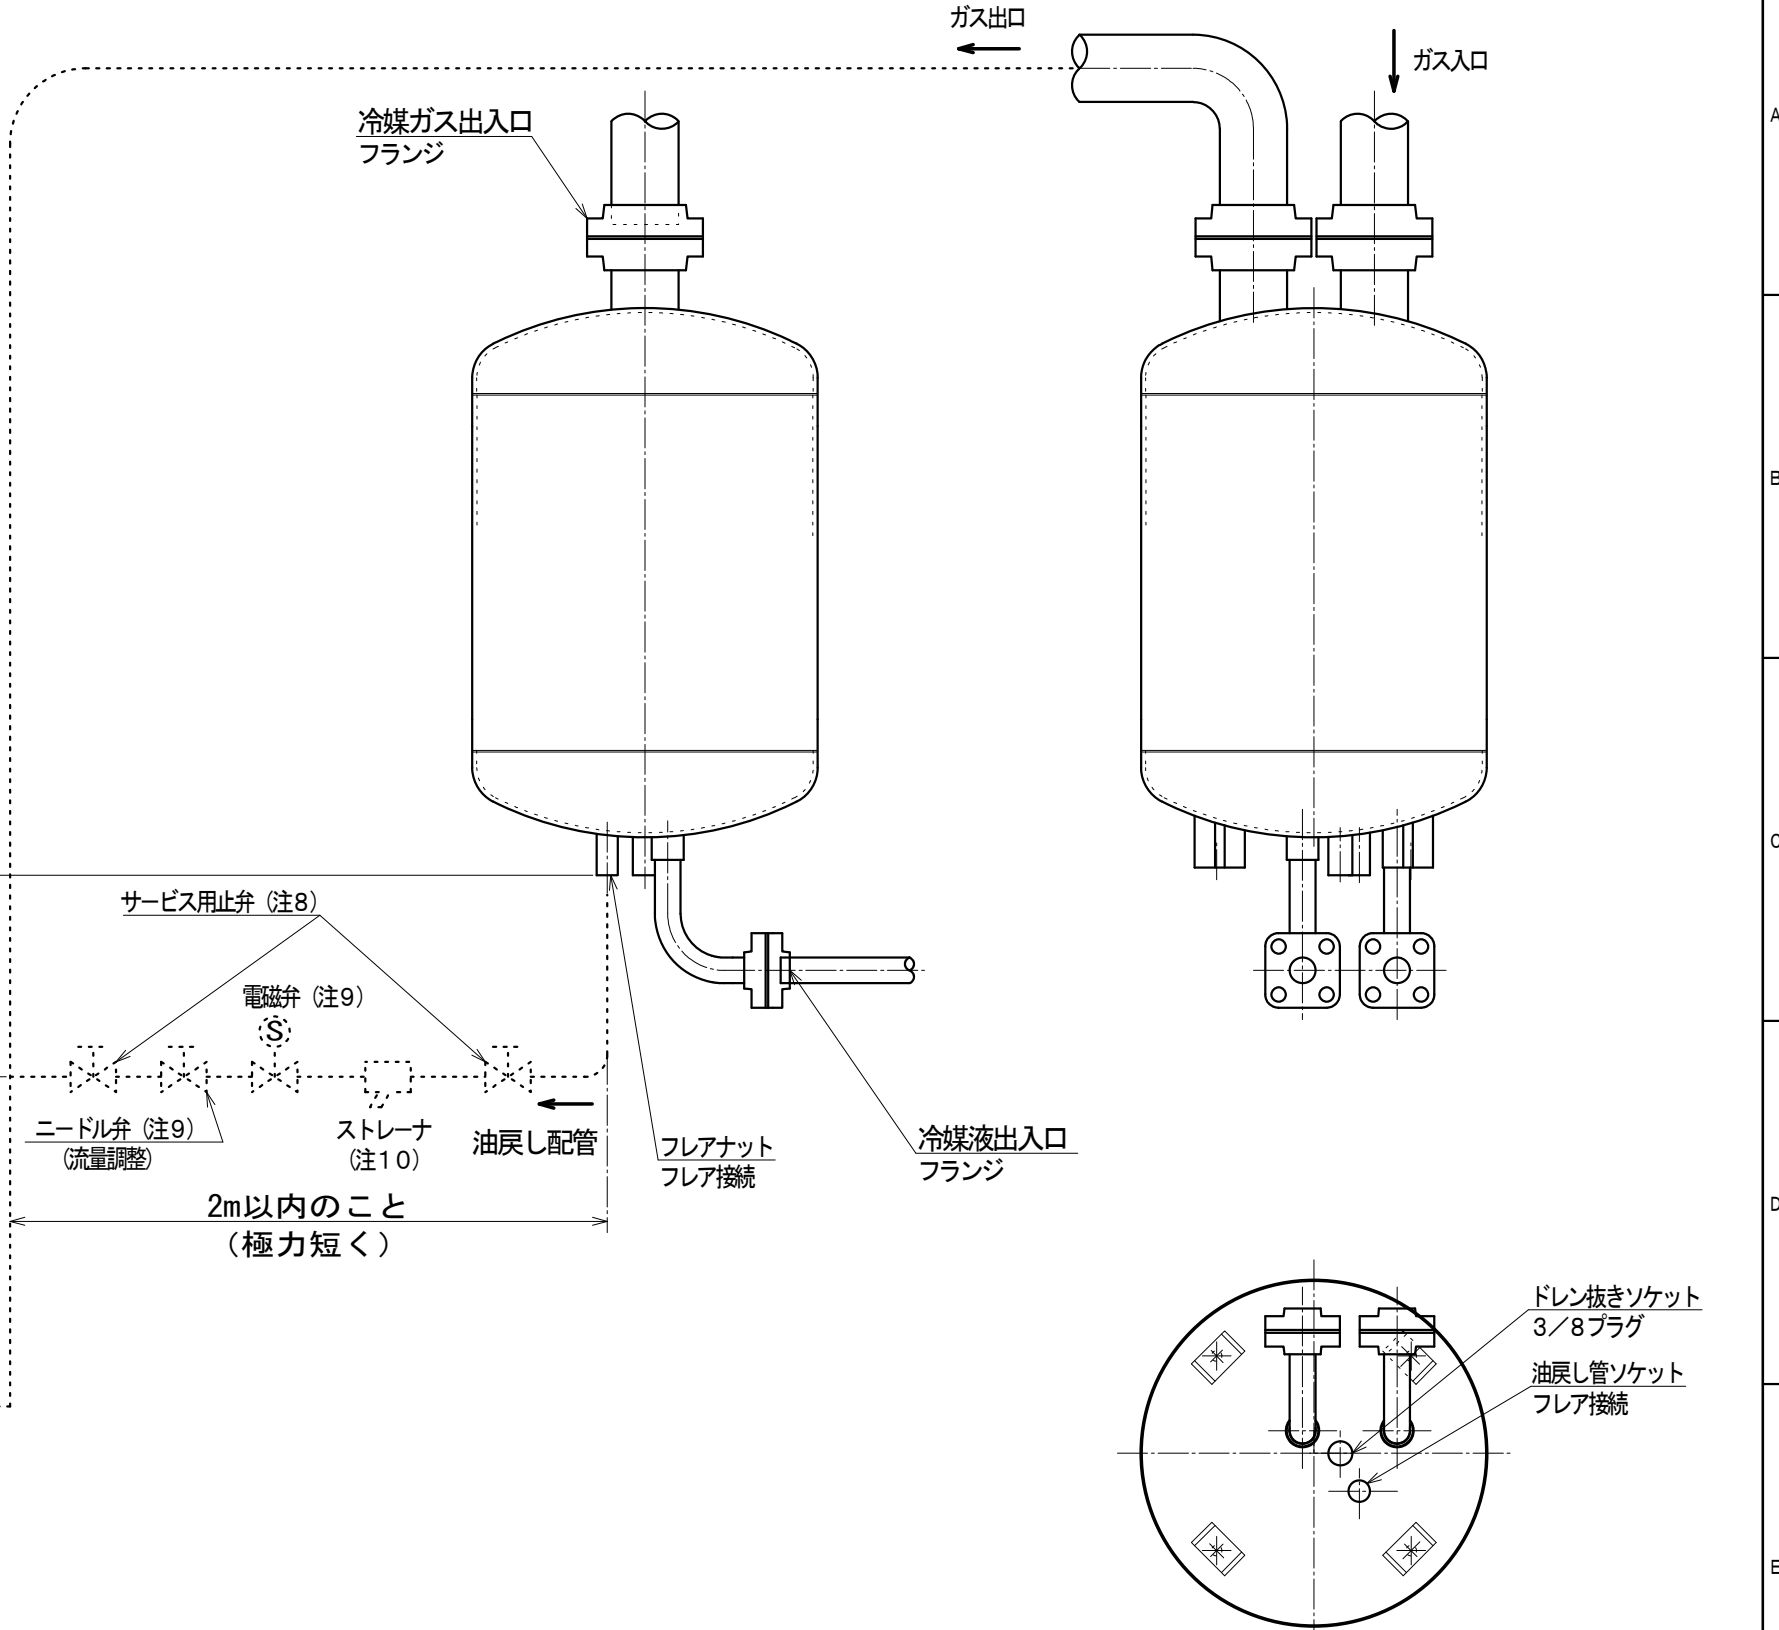 ガス出口
ガス入口
A
冷媒ガス出入口
フランジ
B
C
サービス用止弁（注８）
電磁弁（注９）
S
ニードル弁（注９）
（流量調整）
ストレーナ
（注１０）
油戻し配管
フレアナット
フレア接続
冷媒液出入口
フランジ
2m以内のこと
（極力短く）
D
ドレン抜きソケット
３／８プラグ
油戻し管ソケット
フレア接続
E